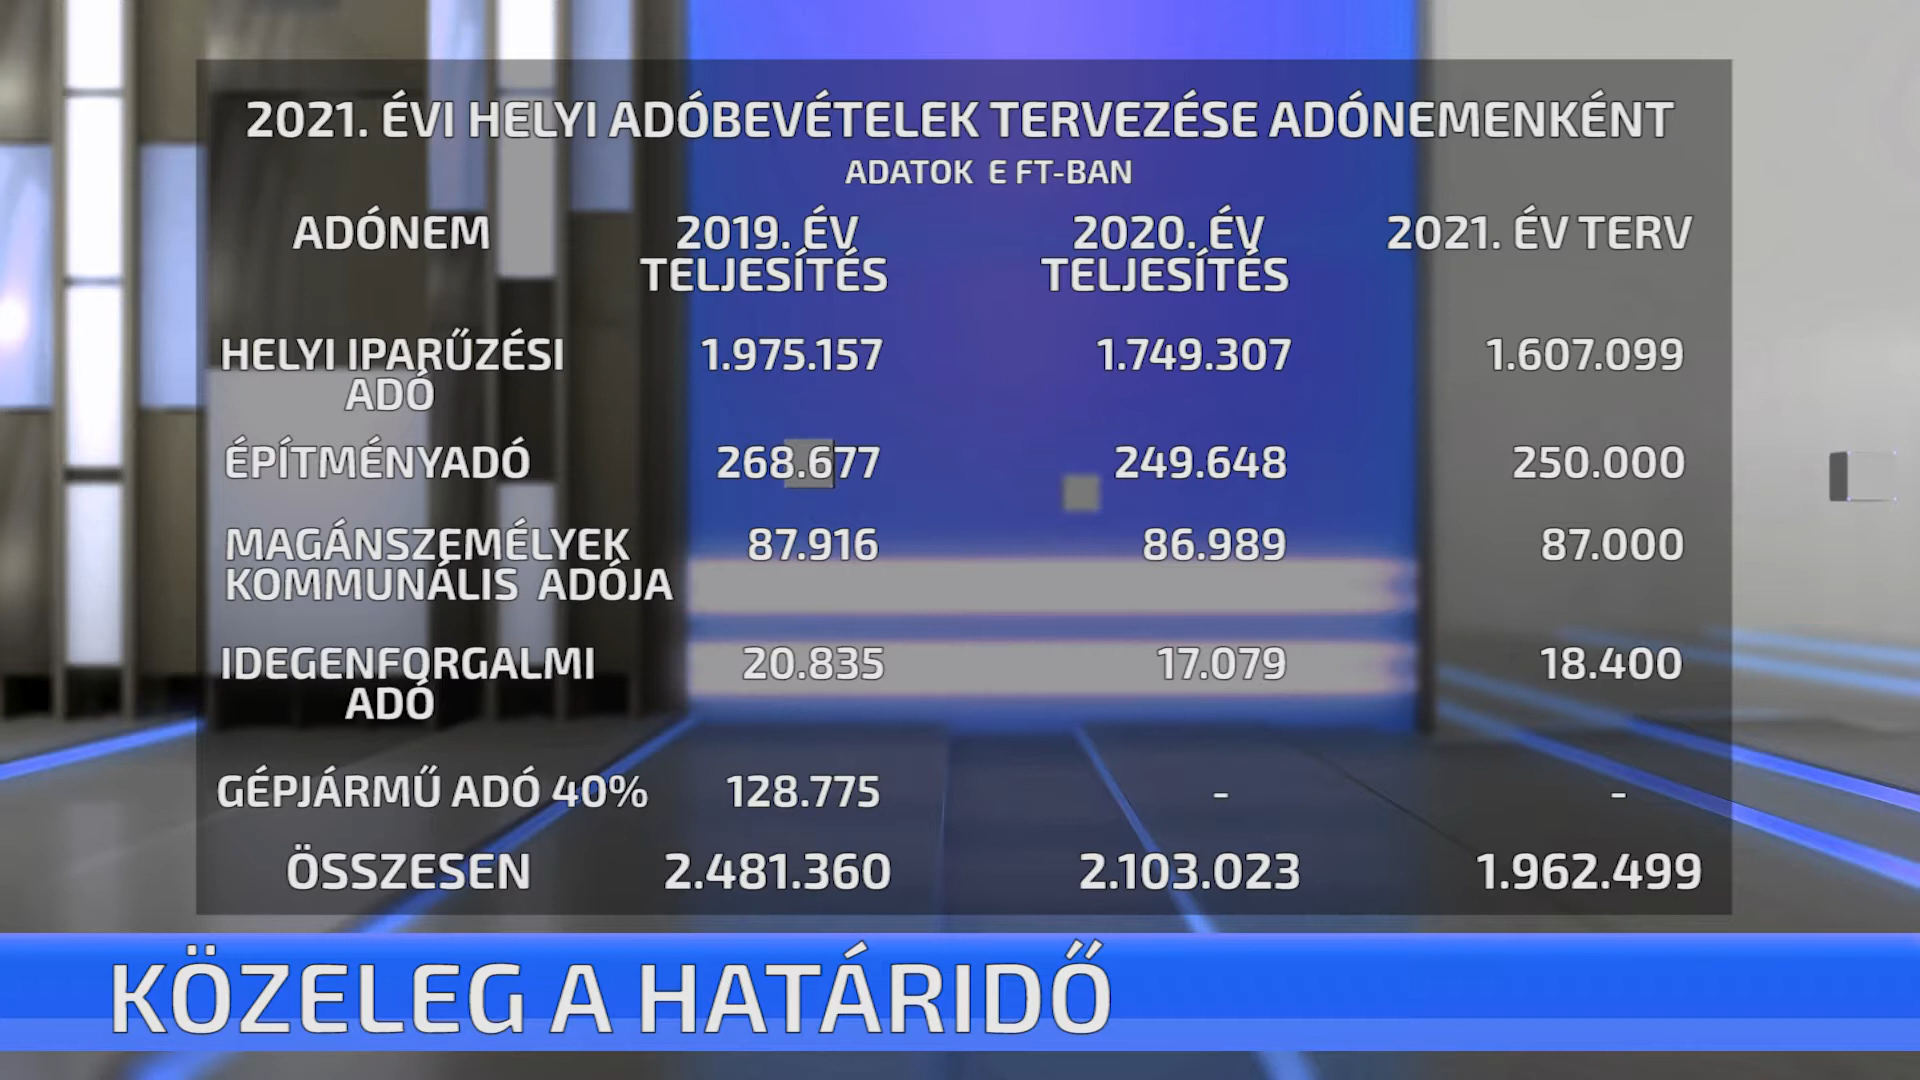 2021. ÉVI HELYI ADÓBEVÉTELEK TERVEZÉSE ADÓNEMENKÉNT
ADATOK E FT-BAN
ADÓNEM 2019. ÉV TELJESÍTÉS 2020. ÉV TELJESÍTÉS 2021. ÉV TERV
HELYI IPARŰZÉSI ADÓ 1.975.157 1.749.307 1.607.099
ÉPÍTMÉNYADÓ 268.677 249.648 250.000
MAGÁNSZEMÉLYEK KOMMUNÁLIS ADÓJA 87.916 86.989 87.000
IDEGENFORGALMI ADÓ 20.835 17.079 18.400
GÉPJÁRMŰ ADÓ 40% 128.775 - -
ÖSSZESEN 2.481.360 2.103.023 1.962.499
KÖZELEG A HATÁRIDŐ